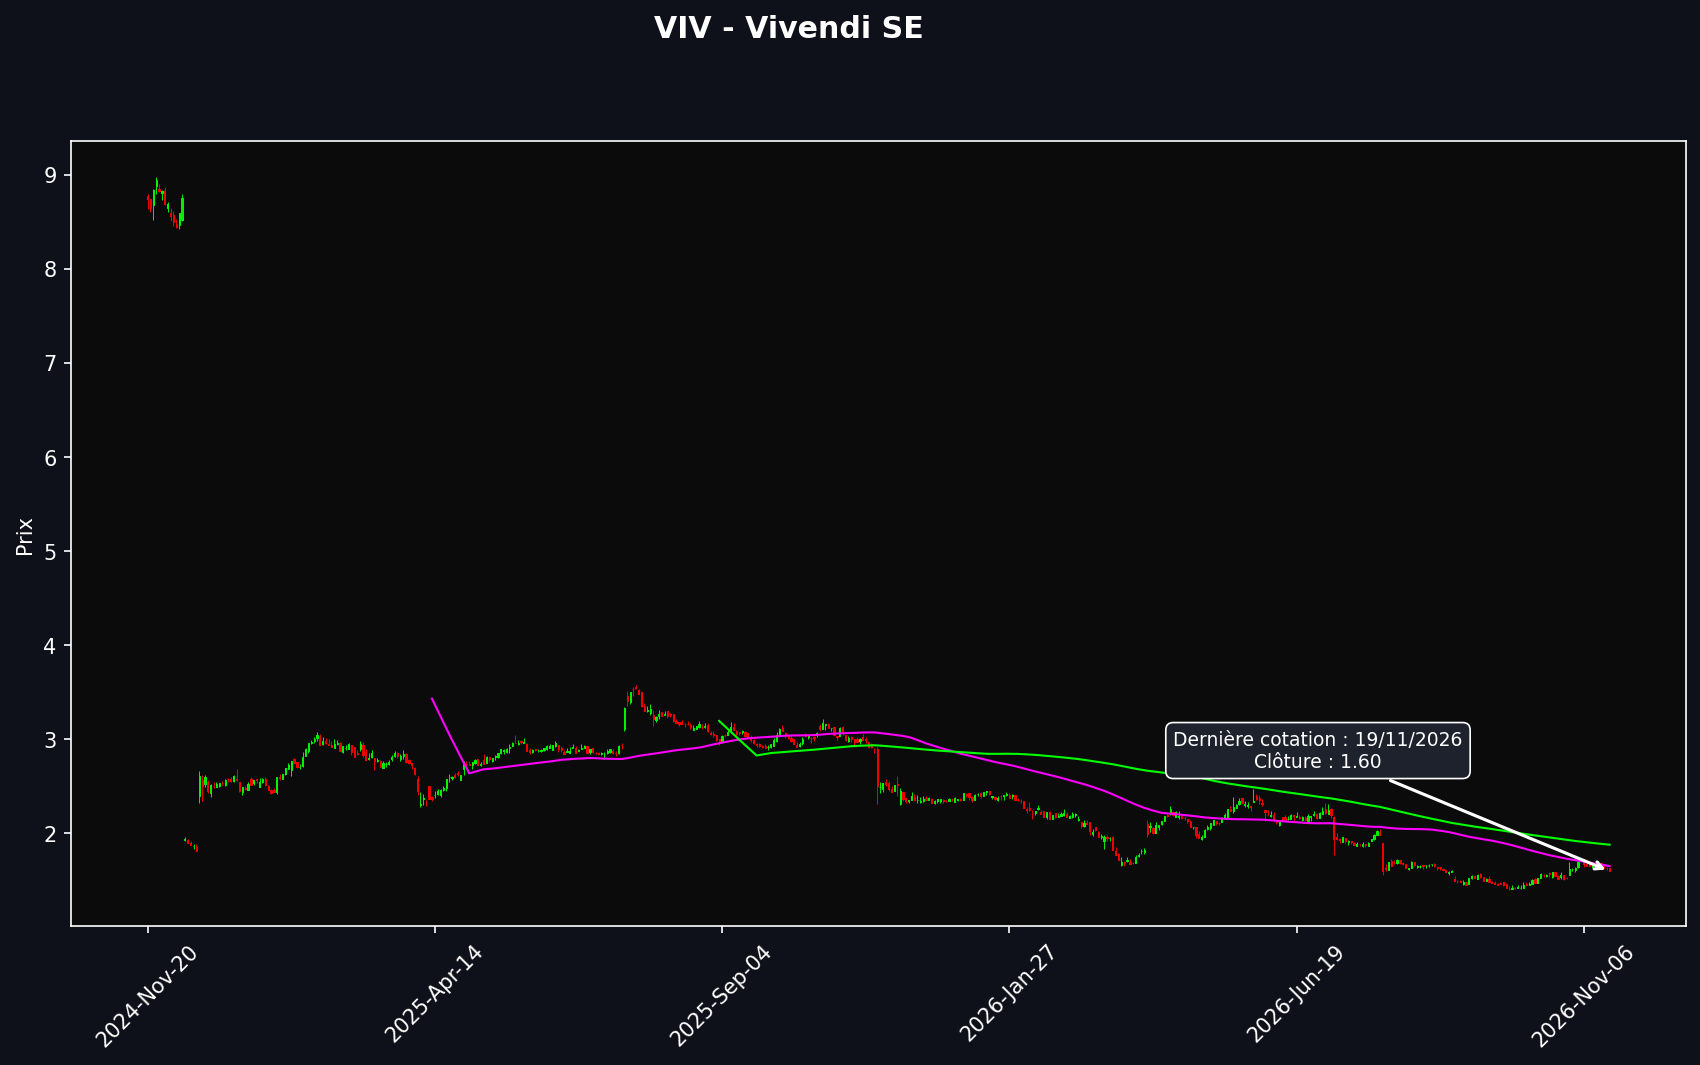 VIV - Vivendi SE
Prix
9
8
7
6
5
4
3
2
Dernière cotation : 19/11/2026
Clôture : 1.60
2024-Nov-20
2025-Apr-14
2025-Sep-04
2026-Jan-27
2026-Jun-19
2026-Nov-06